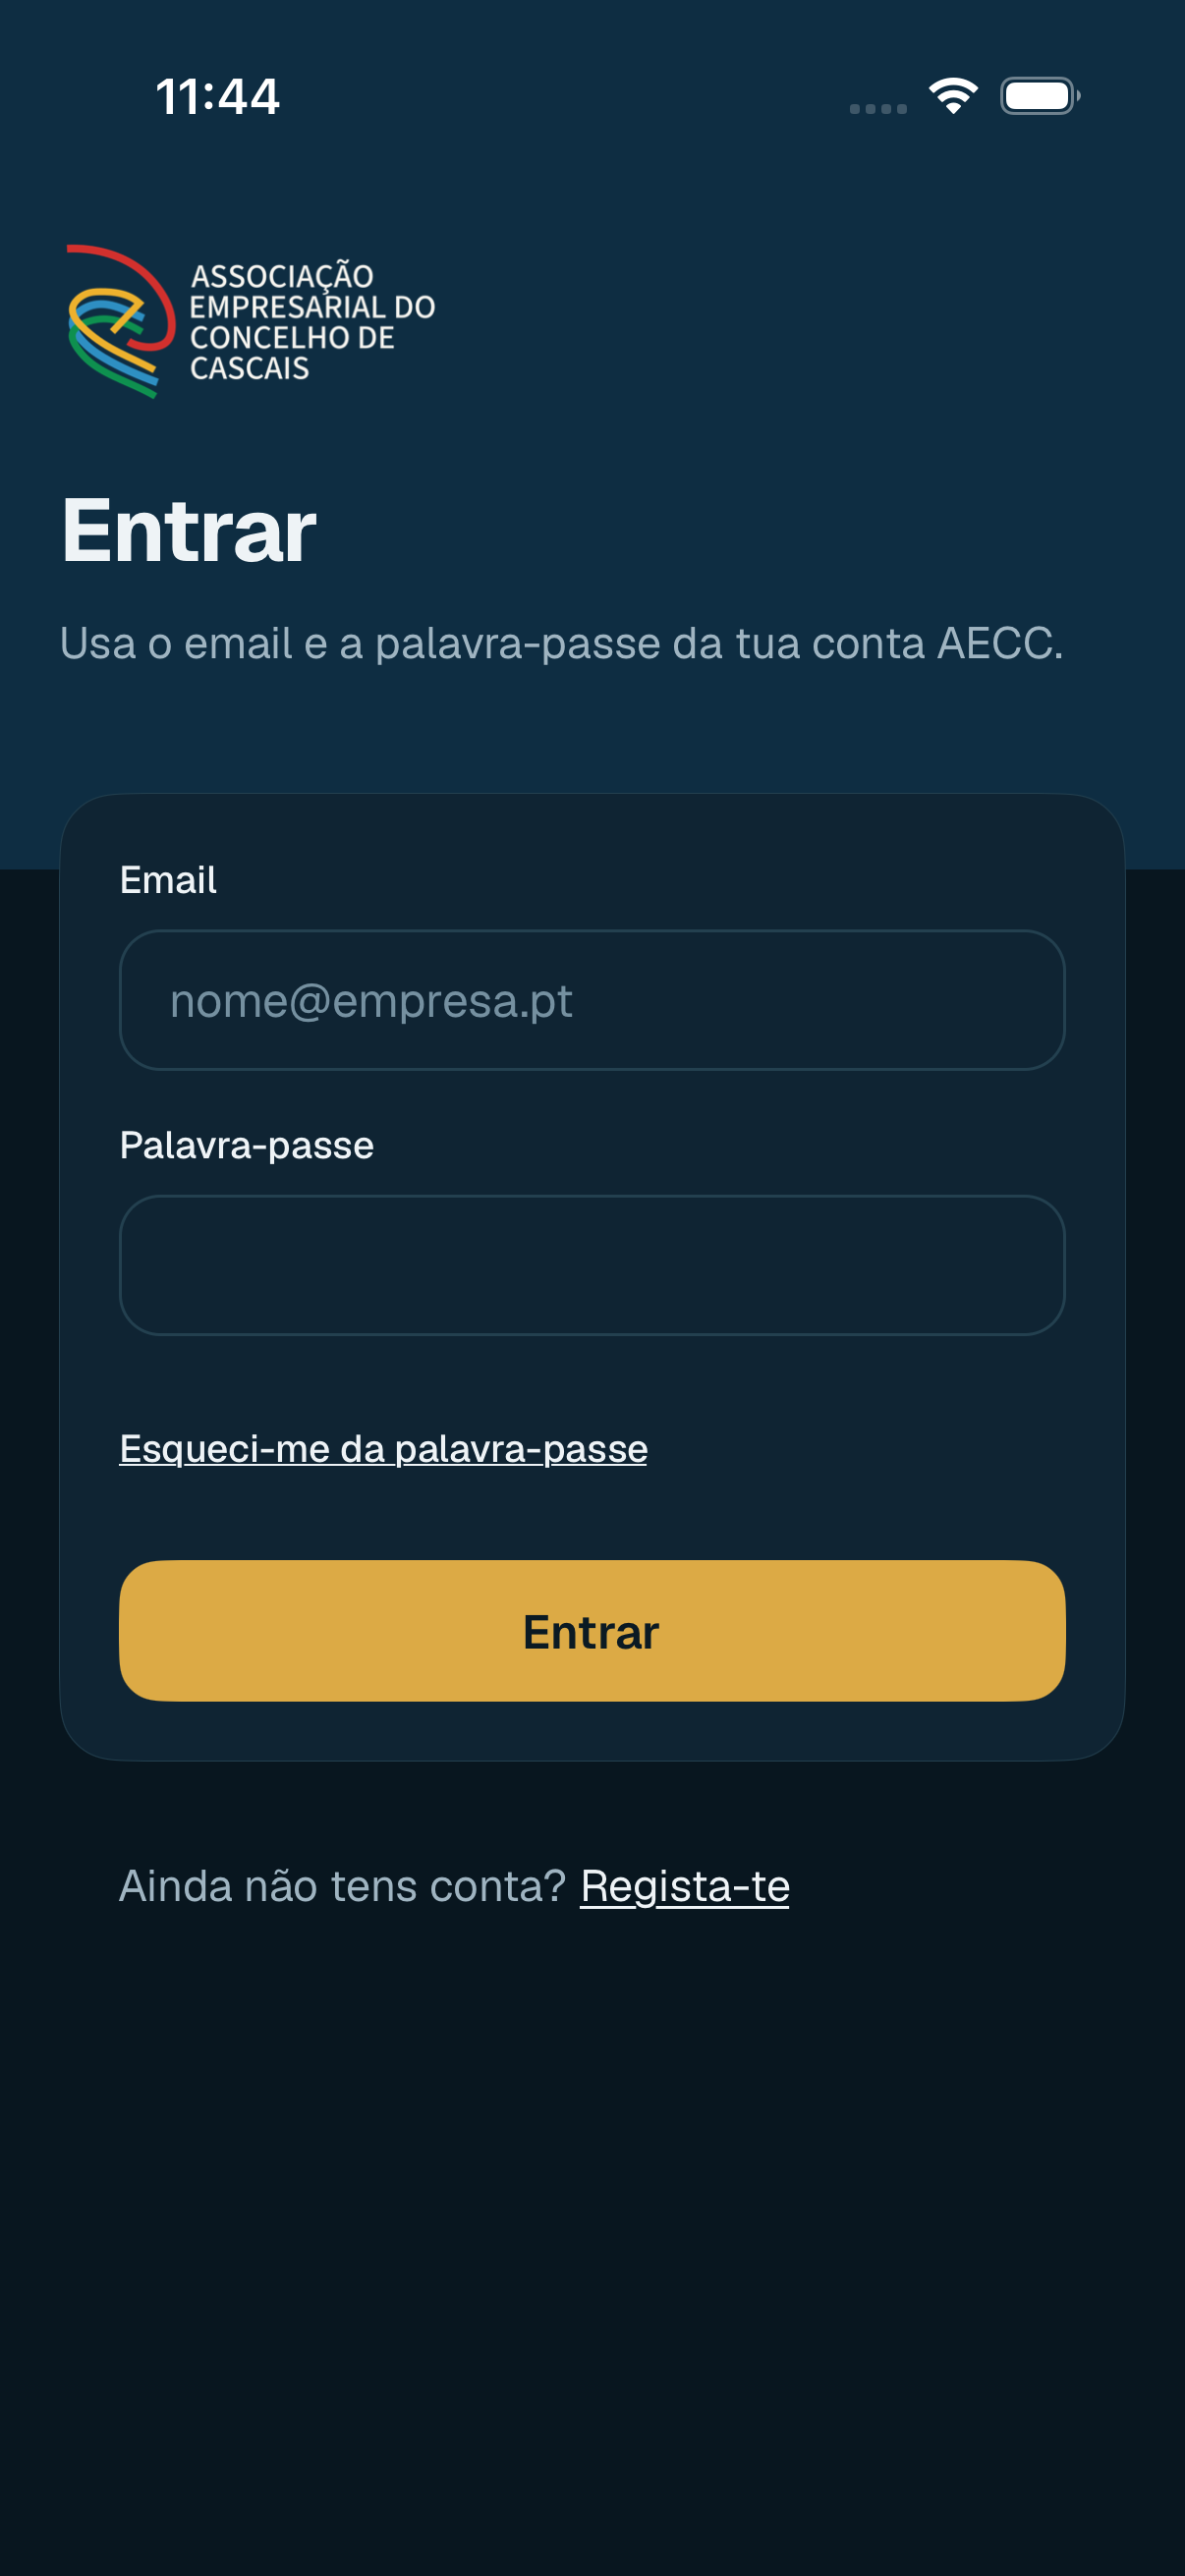 11:44
ASSOCIAÇÃO
EMPRESARIAL DO
CONCELHO DE
CASCAIS
Entrar
Usa o email e a palavra-passe da tua conta AECC.
Email
nome@empresa.pt
Palavra-passe
Esqueci-me da palavra-passe
Entrar
Ainda não tens conta? Regista-te